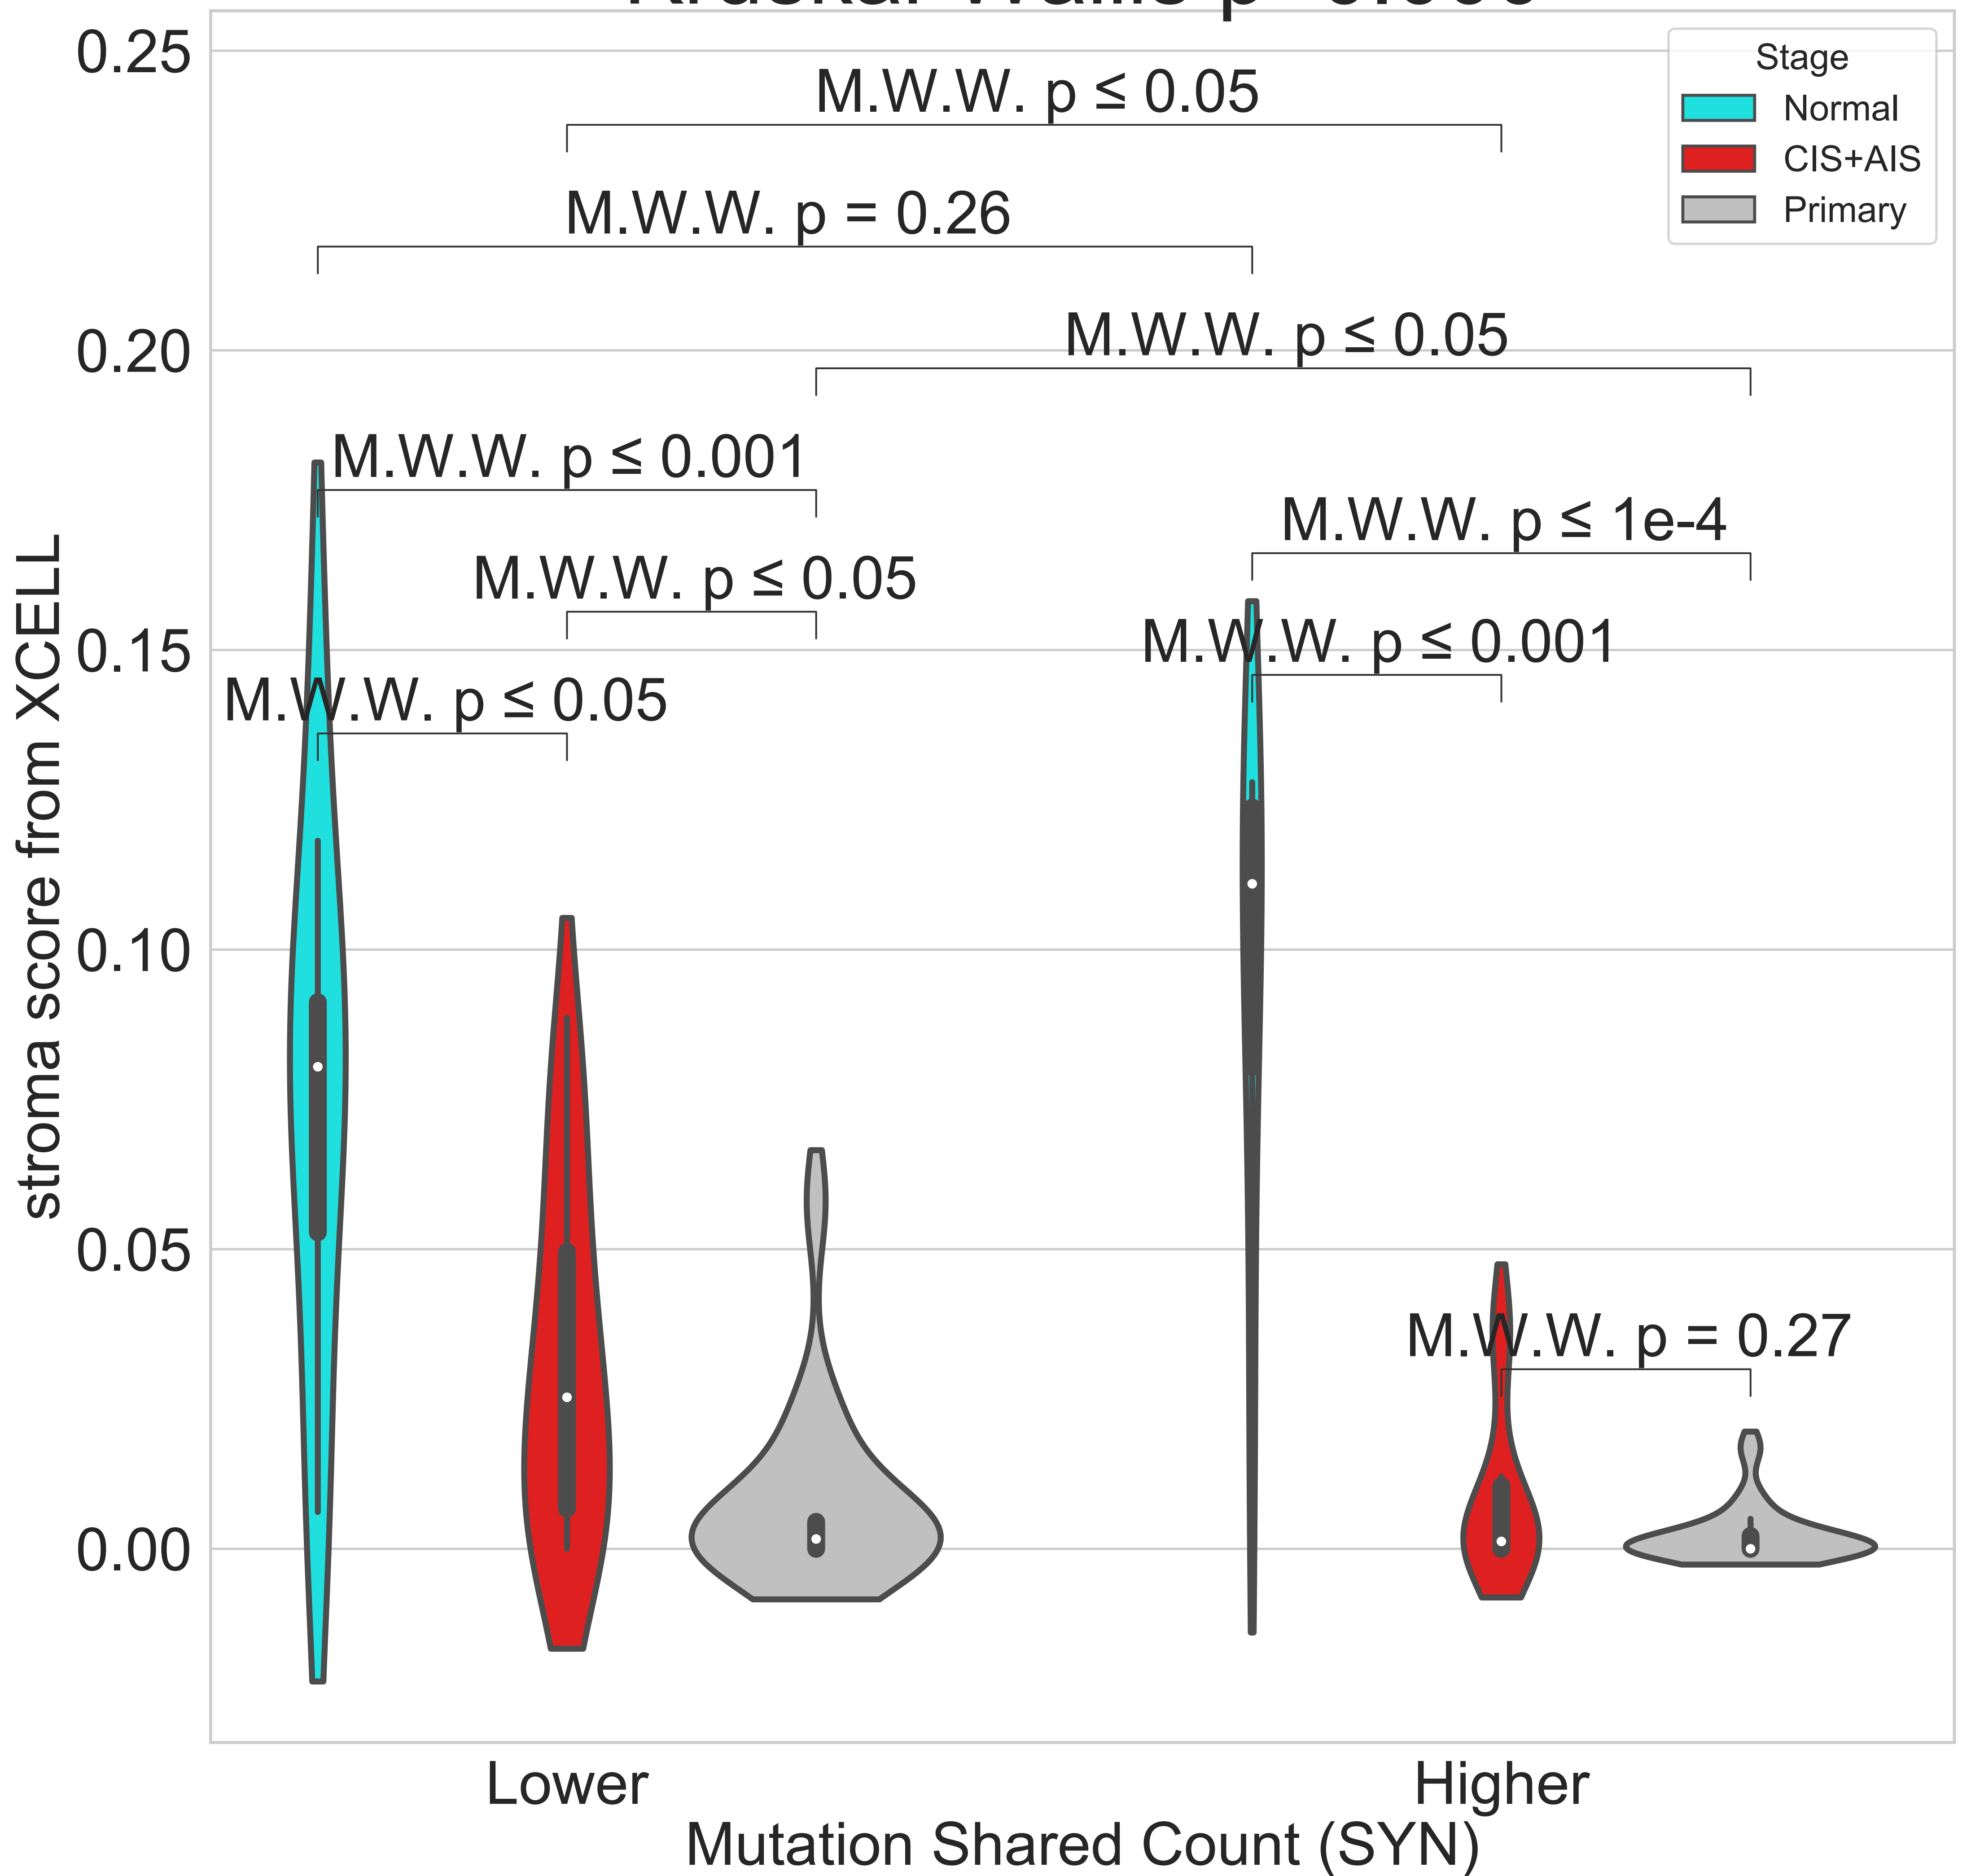 Stage
Normal
CIS+AIS
Primary
0.25
0.20
0.15
0.10
0.05
0.00
stroma score from XCELL
M.W.W. p ≤ 0.05
M.W.W. p = 0.26
M.W.W. p ≤ 0.05
M.W.W. p ≤ 0.001
M.W.W. p ≤ 1e-4
M.W.W. p ≤ 0.05
M.W.W. p ≤ 0.001
M.W.W. p ≤ 0.05
M.W.W. p = 0.27
Lower
Higher
Mutation Shared Count (SYN)